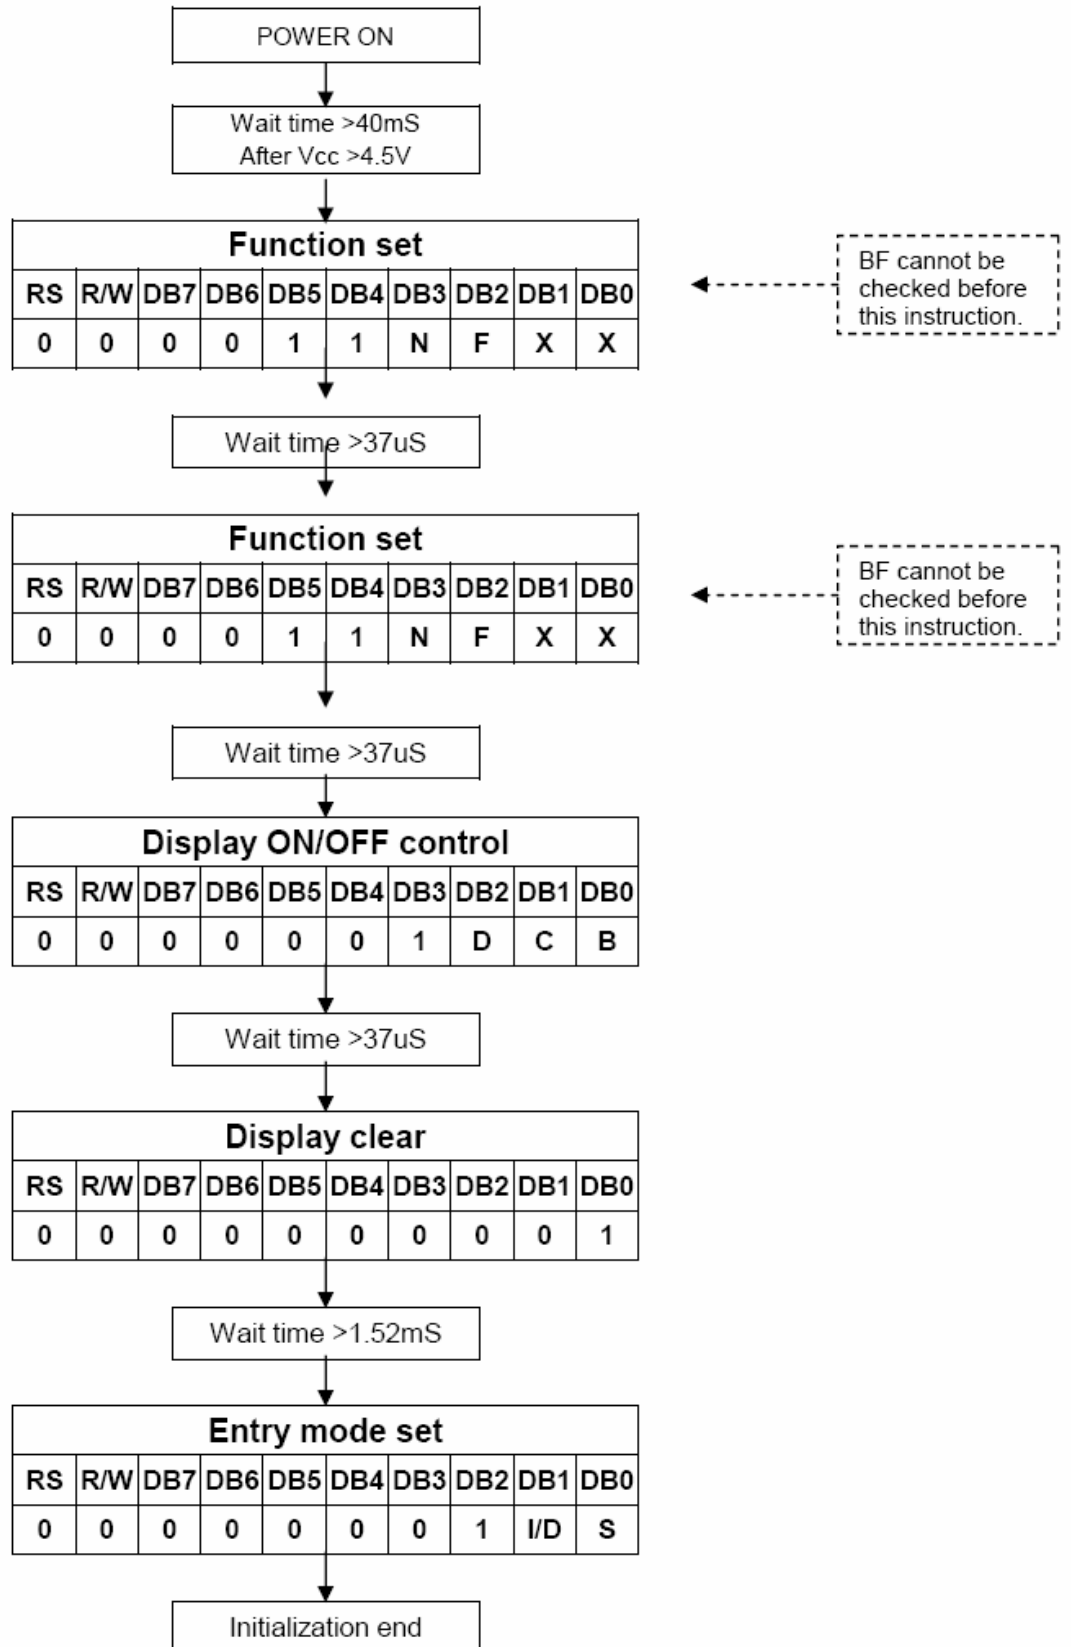 POWER ON
Wait time >40mS
After Vcc >4.5V
Function set
RS R/W DB7 DB6 DB5 DB4 DB3 DB2 DB1 DB0
0 0 0 0 1 1 N F X X
BF cannot be
checked before
this instruction.
Wait time >37uS
Function set
RS R/W DB7 DB6 DB5 DB4 DB3 DB2 DB1 DB0
0 0 0 0 1 1 N F X X
BF cannot be
checked before
this instruction.
Wait time >37uS
Display ON/OFF control
RS R/W DB7 DB6 DB5 DB4 DB3 DB2 DB1 DB0
0 0 0 0 0 0 1 D C B
Wait time >37uS
Display clear
RS R/W DB7 DB6 DB5 DB4 DB3 DB2 DB1 DB0
0 0 0 0 0 0 0 0 0 1
Wait time >1.52mS
Entry mode set
RS R/W DB7 DB6 DB5 DB4 DB3 DB2 DB1 DB0
0 0 0 0 0 0 0 1 I/D S
Initialization end